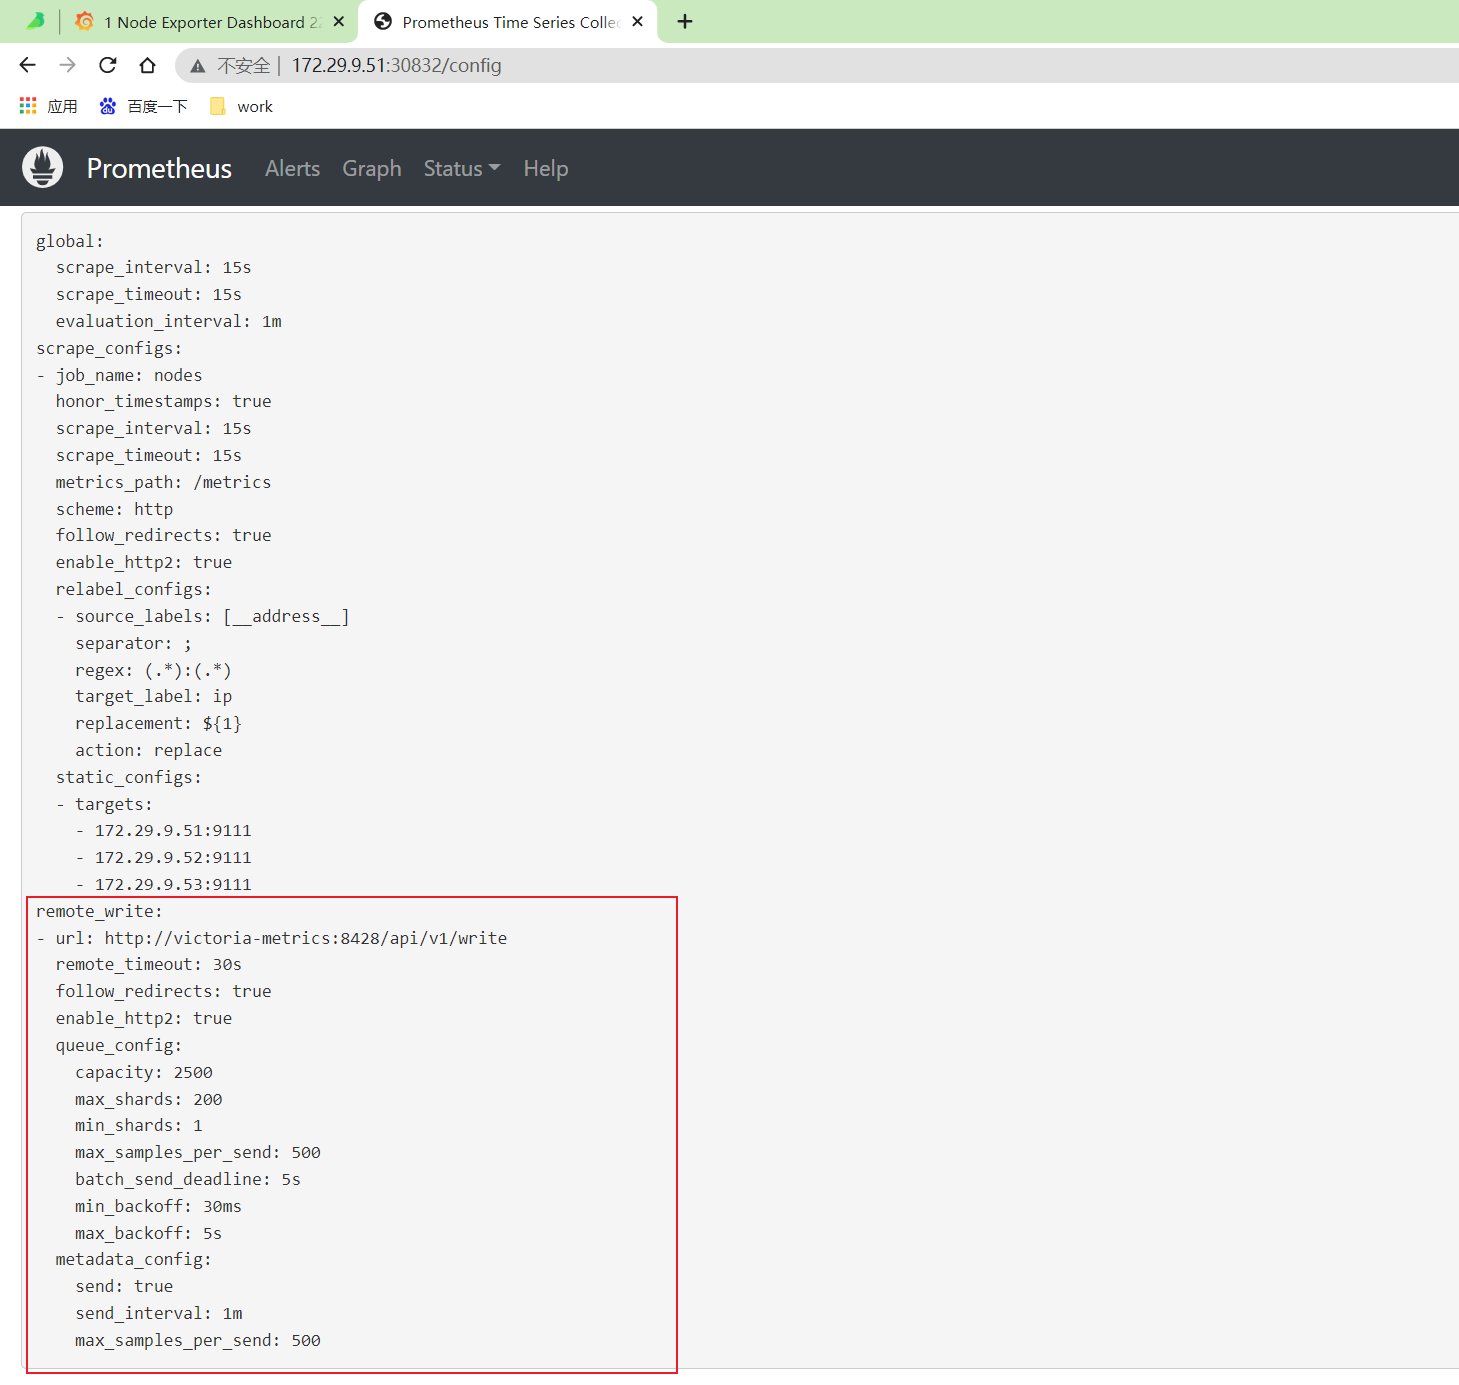 1 Node Exporter Dashboard 22
Prometheus Time Series Collec
不安全 | 172.29.9.51:30832/config
应用 百度一下 work
Prometheus Alerts Graph Status Help
global:
  scrape_interval: 15s
  scrape_timeout: 15s
  evaluation_interval: 1m
scrape_configs:
- job_name: nodes
  honor_timestamps: true
  scrape_interval: 15s
  scrape_timeout: 15s
  metrics_path: /metrics
  scheme: http
  follow_redirects: true
  enable_http2: true
  relabel_configs:
  - source_labels: [__address__]
    separator: ;
    regex: (.*):(.*)
    target_label: ip
    replacement: ${1}
    action: replace
  static_configs:
  - targets:
    - 172.29.9.51:9111
    - 172.29.9.52:9111
    - 172.29.9.53:9111
remote_write:
- url: http://victoria-metrics:8428/api/v1/write
  remote_timeout: 30s
  follow_redirects: true
  enable_http2: true
  queue_config:
    capacity: 2500
    max_shards: 200
    min_shards: 1
    max_samples_per_send: 500
    batch_send_deadline: 5s
    min_backoff: 30ms
    max_backoff: 5s
  metadata_config:
    send: true
    send_interval: 1m
    max_samples_per_send: 500